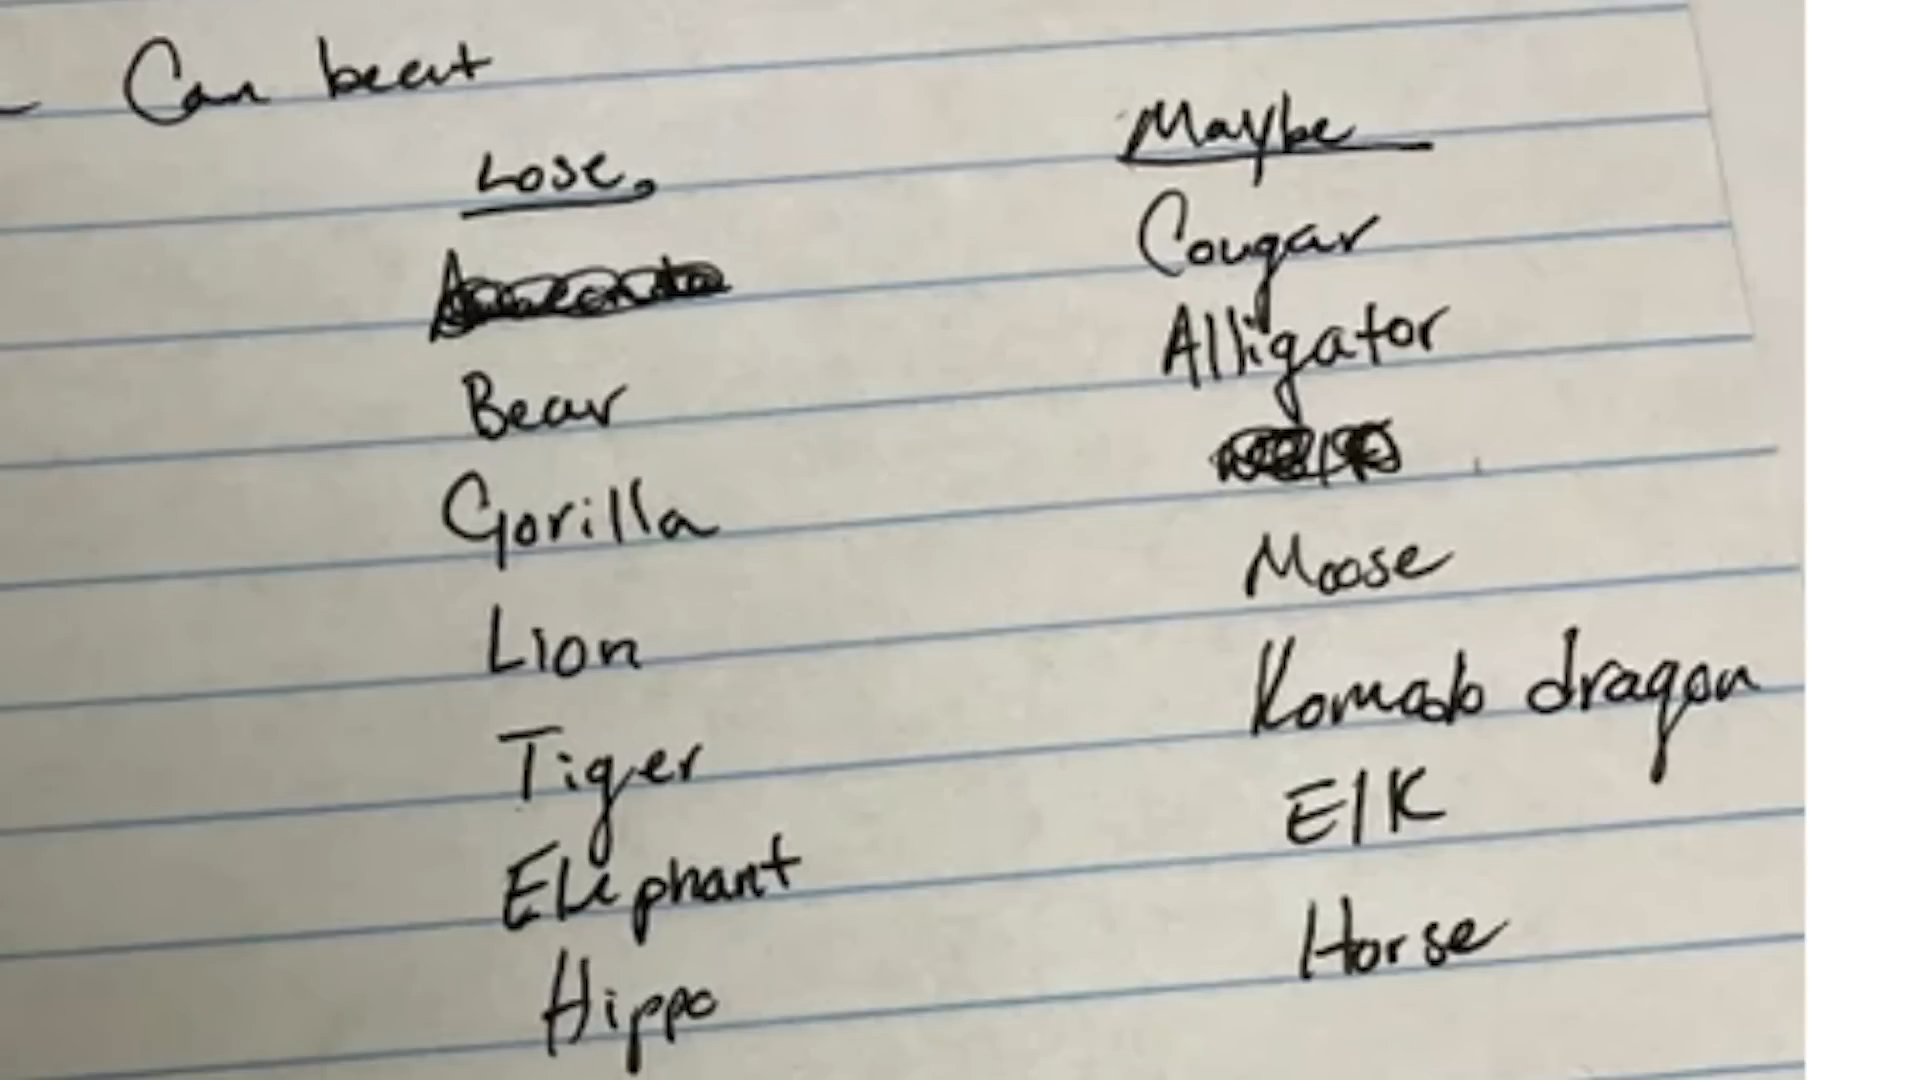 Can beat
Lose.
Bear
Gorilla
Lion
Tiger
Elephant
Hippo
Maybe
Cougar
Alligator
Moose
Komodo dragon
Elk
Horse